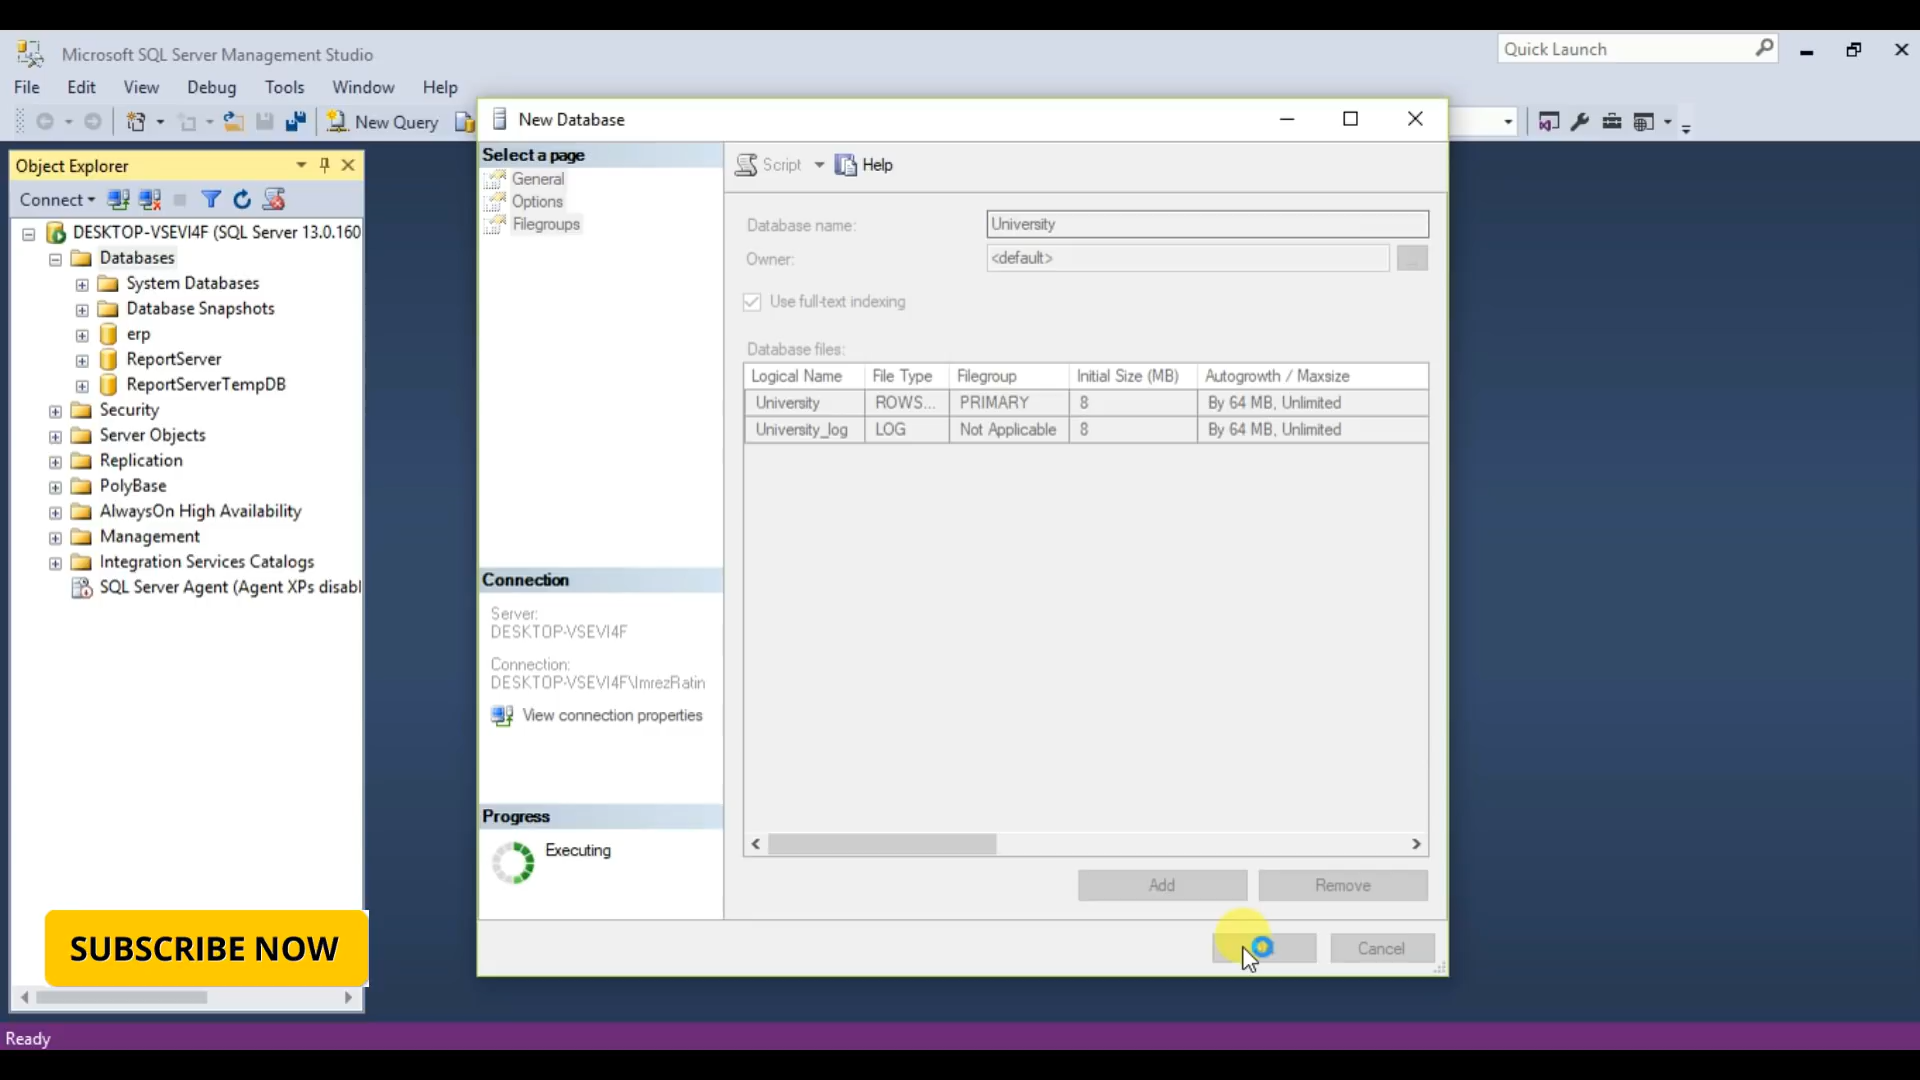 Microsoft SQL Server Management Studio
Quick Launch
File Edit View Debug Tools Window Help
New Query
Object Explorer
Connect
DESKTOP-VSEVI4F (SQL Server 13.0.160
Databases
System Databases
Database Snapshots
erp
ReportServer
ReportServerTempDB
Security
Server Objects
Replication
PolyBase
AlwaysOn High Availability
Management
Integration Services Catalogs
SQL Server Agent (Agent XPs disabl
SUBSCRIBE NOW
New Database
Select a page
General
Options
Filegroups
Connection
Server:
DESKTOP-VSEVI4F
Connection:
DESKTOP-VSEVI4F\ImrezRatin
View connection properties
Progress
Executing
Script Help
Database name: University
Owner: <default>
Use full-text indexing
Database files:
Logical Name File Type Filegroup Initial Size (MB) Autogrowth / Maxsize
University ROWS... PRIMARY 8 By 64 MB, Unlimited
University_log LOG Not Applicable 8 By 64 MB, Unlimited
Add Remove
Cancel
Ready